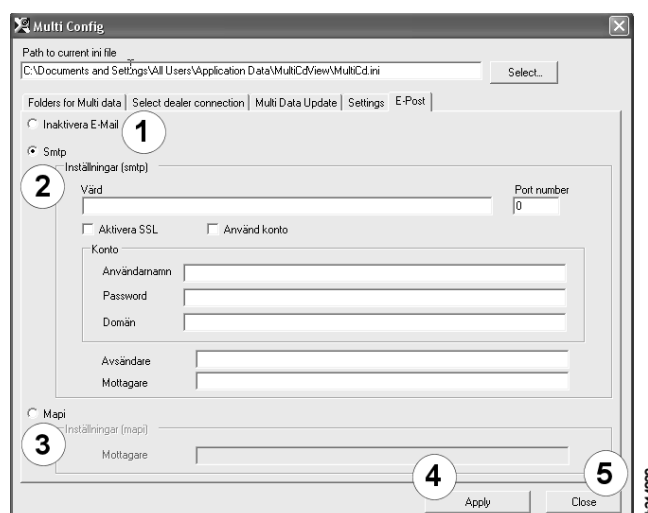 Multi Config
Path to current ini file
C:\Documents and Settings\All Users\Application Data\MultiCdView\MultiCd.ini
Select...
Folders for Multi data
Select dealer connection
Multi Data Update
Settings
E-Post
Inaktivera E-Mail
1
Smtp
2
Inställningar (smtp)
Värd
Port number
0
Aktivera SSL
Använd konto
Konto
Användarnamn
Password
Domän
Avsändare
Mottagare
Mapi
3
Inställningar (mapi)
Mottagare
4
5
Apply
Close